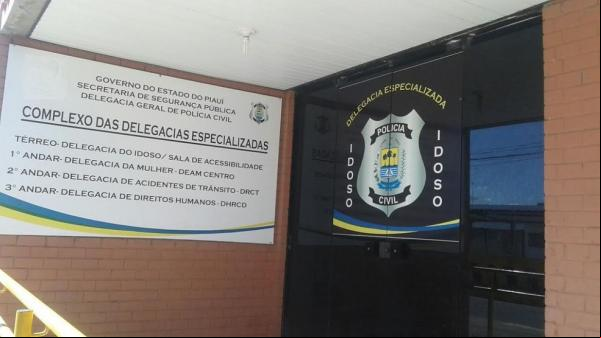 GOVERNO DO ESTADO DO PIAUÍ
SECRETARIA DE SEGURANÇA PÚBLICA
DELEGACIA GERAL DE POLÍCIA CIVIL
COMPLEXO DAS DELEGACIAS ESPECIALIZADAS
TÉRREO- DELEGACIA DO IDOSO/ SALA DE ACESSIBILIDADE
1° ANDAR- DELEGACIA DA MULHER - DEAM CENTRO
2° ANDAR- DELEGACIA DE ACIDENTES DE TRÂNSITO- DRCT
3° ANDAR- DELEGACIA DE DIREITOS HUMANOS - DHRCD
DELEGACIA ESPECIALIZADA
POLÍCIA
CIVIL
IDOSO
IDOSO